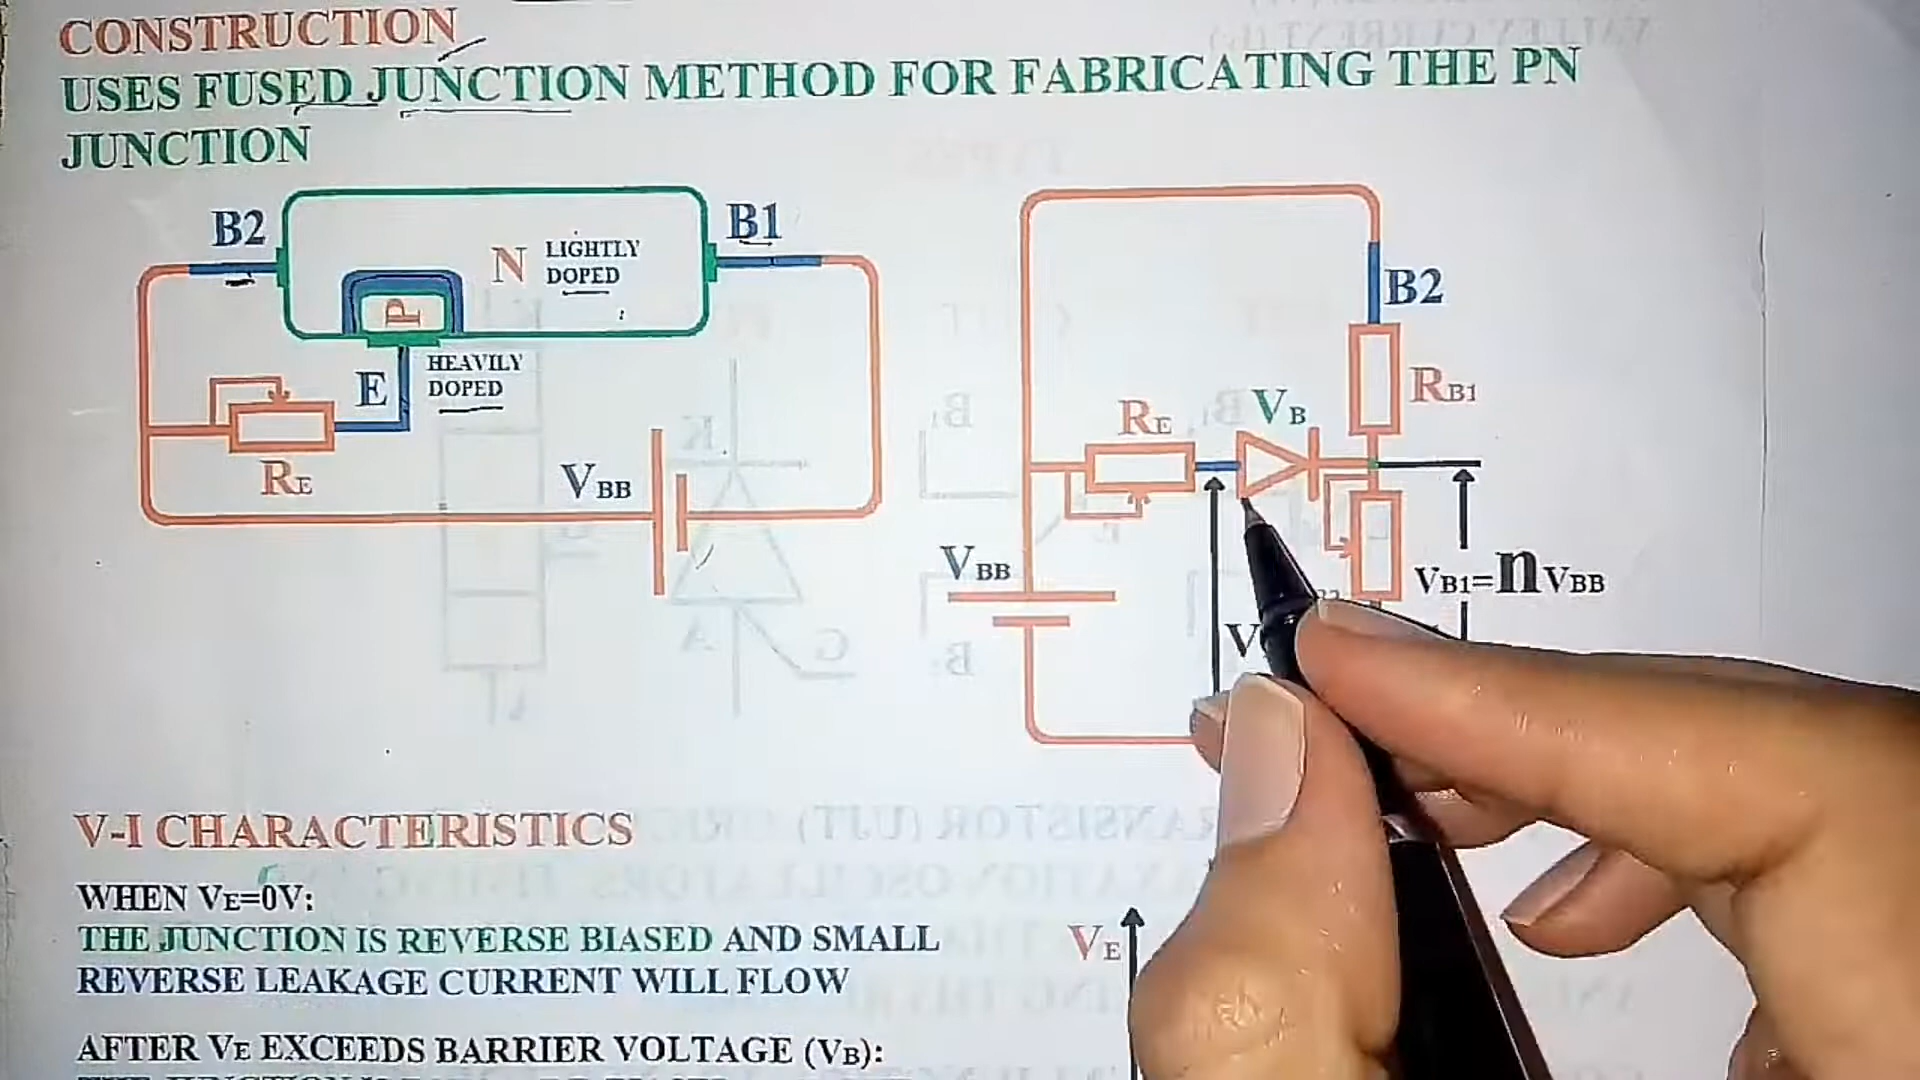 CONSTRUCTION
USES FUSED JUNCTION METHOD FOR FABRICATING THE PN
JUNCTION
B2
B1
N LIGHTLY
DOPED
P
E
HEAVILY
DOPED
RE
VBB
B2
RB1
RE
VB
VBB
VB1=nVBB
V-I CHARACTERISTICS
WHEN VE=0V:
THE JUNCTION IS REVERSE BIASED AND SMALL
REVERSE LEAKAGE CURRENT WILL FLOW
VE
AFTER VE EXCEEDS BARRIER VOLTAGE (VB):